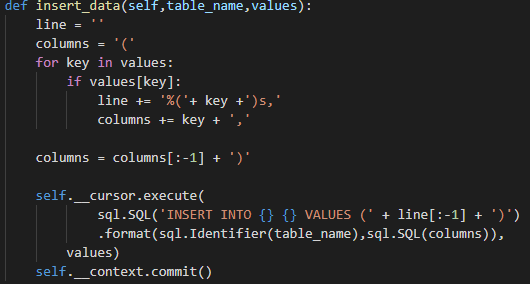 def insert_data(self,table_name,values):
    line = ''
    columns = '('
    for key in values:
        if values[key]:
            line += '%('+ key +')s,'
            columns += key + ','

    columns = columns[:-1] + ')'

    self.__cursor.execute(
            sql.SQL('INSERT INTO {} {} VALUES (' + line[:-1] + ')')
            .format(sql.Identifier(table_name),sql.SQL(columns)),
        values)
    self.__context.commit()